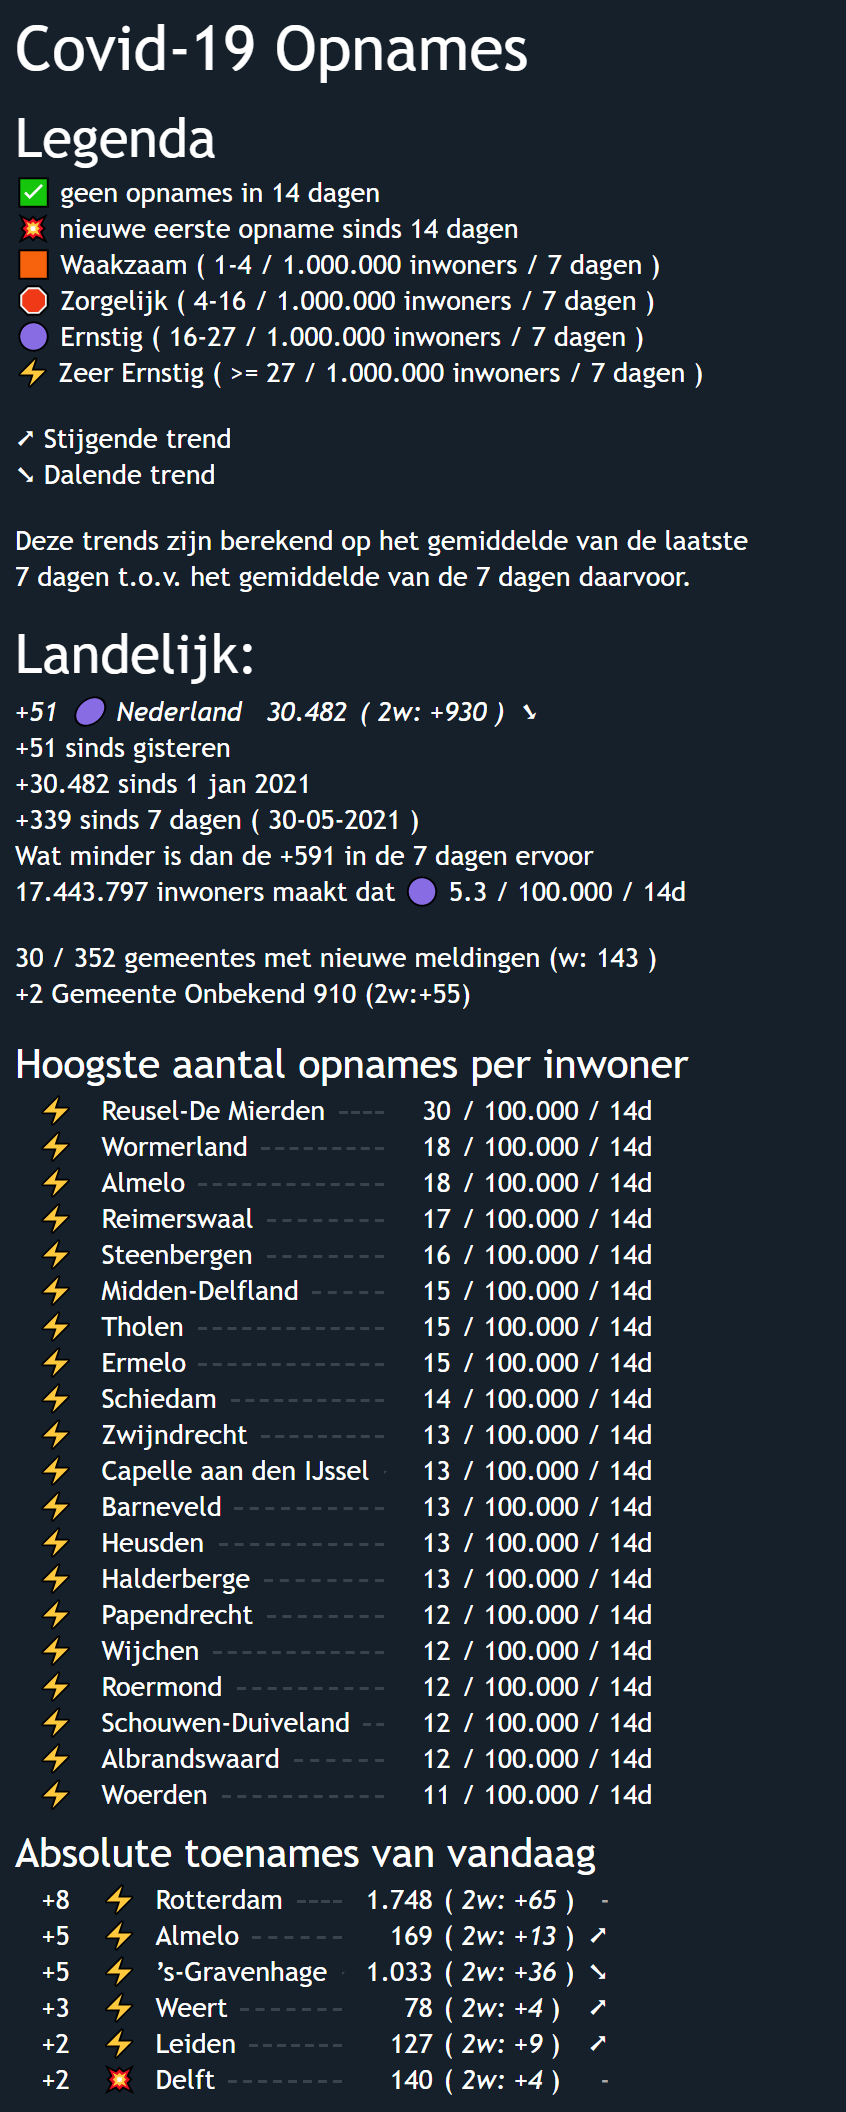 Covid-19 Opnames
Legenda
✅ geen opnames in 14 dagen
💥 nieuwe eerste opname sinds 14 dagen
🟧 Waakzaam ( 1-4 / 1.000.000 inwoners / 7 dagen )
🛑 Zorgelijk ( 4-16 / 1.000.000 inwoners / 7 dagen )
🟣 Ernstig ( 16-27 / 1.000.000 inwoners / 7 dagen )
⚡ Zeer Ernstig ( >= 27 / 1.000.000 inwoners / 7 dagen )
➚ Stijgende trend
➘ Dalende trend
Deze trends zijn berekend op het gemiddelde van de laatste
7 dagen t.o.v. het gemiddelde van de 7 dagen daarvoor.
Landelijk:
+51 🟣 Nederland 30.482 ( 2w: +930 ) ➘
+51 sinds gisteren
+30.482 sinds 1 jan 2021
+339 sinds 7 dagen ( 30-05-2021 )
Wat minder is dan de +591 in de 7 dagen ervoor
17.443.797 inwoners maakt dat 🟣 5.3 / 100.000 / 14d
30 / 352 gemeentes met nieuwe meldingen (w: 143 )
+2 Gemeente Onbekend 910 (2w:+55)
Hoogste aantal opnames per inwoner
⚡ Reusel-De Mierden ---- 30 / 100.000 / 14d
⚡ Wormerland --------- 18 / 100.000 / 14d
⚡ Almelo ------------- 18 / 100.000 / 14d
⚡ Reimerswaal -------- 17 / 100.000 / 14d
⚡ Steenbergen -------- 16 / 100.000 / 14d
⚡ Midden-Delfland ----- 15 / 100.000 / 14d
⚡ Tholen ------------- 15 / 100.000 / 14d
⚡ Ermelo ------------- 15 / 100.000 / 14d
⚡ Schiedam ----------- 14 / 100.000 / 14d
⚡ Zwijndrecht --------- 13 / 100.000 / 14d
⚡ Capelle aan den IJssel - 13 / 100.000 / 14d
⚡ Barneveld ----------- 13 / 100.000 / 14d
⚡ Heusden ------------ 13 / 100.000 / 14d
⚡ Halderberge --------- 13 / 100.000 / 14d
⚡ Papendrecht -------- 12 / 100.000 / 14d
⚡ Wijchen ------------ 12 / 100.000 / 14d
⚡ Roermond ---------- 12 / 100.000 / 14d
⚡ Schouwen-Duiveland -- 12 / 100.000 / 14d
⚡ Albrandswaard ------ 12 / 100.000 / 14d
⚡ Woerden ----------- 11 / 100.000 / 14d
Absolute toenames van vandaag
+8 ⚡ Rotterdam ---- 1.748 ( 2w: +65 ) -
+5 ⚡ Almelo ------ 169 ( 2w: +13 ) ➚
+5 ⚡ ’s-Gravenhage - 1.033 ( 2w: +36 ) ➘
+3 ⚡ Weert ------- 78 ( 2w: +4 ) ➚
+2 ⚡ Leiden ------- 127 ( 2w: +9 ) ➚
+2 💥 Delft -------- 140 ( 2w: +4 ) -